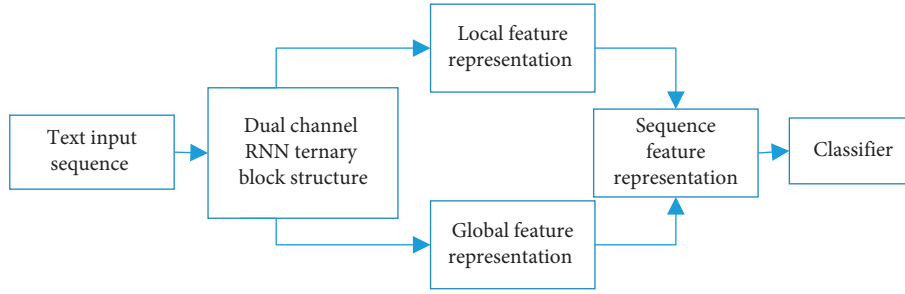 Text input
sequence
Dual channel
RNN ternary
block structure
Local feature
representation
Global feature
representation
Sequence
feature
representation
Classifier